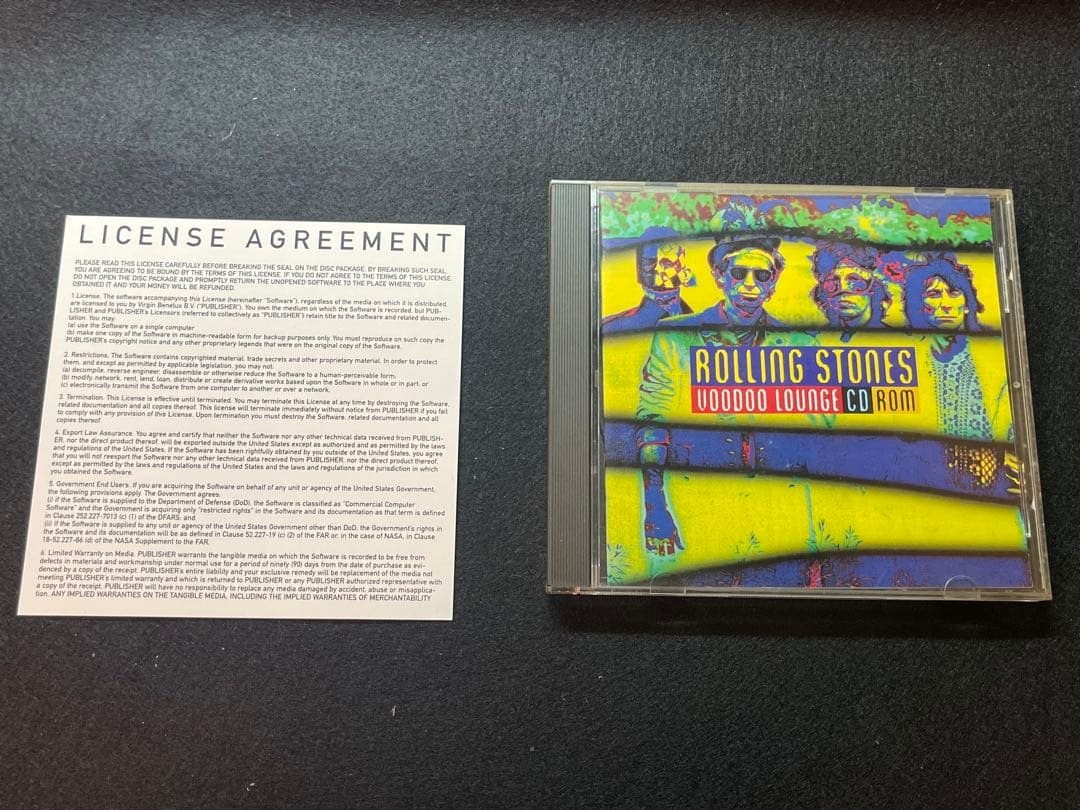 LICENSE AGREEMENT
PLEASE READ THIS LICENSE CAREFULLY BEFORE BREAKING THE SEAL ON THE DISC PACKAGE. BY BREAKING SUCH SEAL,
YOU ARE AGREEING TO BE BOUND BY THE TERMS OF THIS LICENSE. IF YOU DO NOT AGREE TO THE TERMS OF THIS LICENSE,
DO NOT OPEN THE DISC PACKAGE AND PROMPTLY RETURN THE UNOPENED SOFTWARE TO THE PLACE WHERE YOU
OBTAINED IT AND YOUR MONEY WILL BE REFUNDED.
1.License. The software accompanying this License (hereinafter "Software"), regardless of the media on which it is distributed,
are licensed to you by Virgin Benelux B.V. ("PUBLISHER"). You own the medium on which the Software is recorded, but PUB-
LISHER and PUBLISHER's Licensors (referred to collectively as "PUBLISHER") retain title to the Software and related documen-
tation. You may:
(a) use the Software on a single computer
(b) make one copy of the Software in machine-readable form for backup purposes only. You must reproduce on such copy the
PUBLISHER's copyright notice and any other proprietary legends that were on the original copy of the Software.
2. Restrictions. The Software contains copyrighted material, trade secrets and other proprietary material. In order to protect
them, and except as permitted by applicable legislation, you may not:
(a) decompile, reverse engineer, disassemble or otherwise reduce the Software to a human-perceivable form;
(b) modify, network, rent, lend, loan, distribute or create derivative works based upon the Software in whole or in part; or
(c) electronically transmit the Software from one computer to another or over a network.
3. Termination. This License is effective until terminated. You may terminate this License at any time by destroying the Software,
related documentation and all copies thereof. This license will terminate immediately without notice from PUBLISHER if you fail
to comply with any provision of this License. Upon termination you must destroy the Software, related documentation and all
copies thereof.
4. Export Law Assurance. You agree and certify that neither the Software nor any other technical data received from PUBLISH-
ER, nor the direct product thereof, will be exported outside the United States except as authorized and as permitted by the laws
and regulations of the United States. If the Software has been rightfully obtained by you outside of the United States, you agree
that you will not reexport the Software nor any other technical data received from PUBLISHER, nor the direct product thereof,
except as permitted by the laws and regulations of the United States and the laws and regulations of the jurisdiction in which
you obtained the Software.
5. Government End Users. If you are acquiring the Software on behalf of any unit or agency of the United States Government,
the following provisions apply. The Government agrees:
(i) if the Software is supplied to the Department of Defense (DoD), the Software is classified as "Commercial Computer
Software" and the Government is acquiring only "restricted rights" in the Software and its documentation as that term is defined
in Clause 252.227-7013 (c) (1) of the DFARS; and
(ii) if the Software is supplied to any unit or agency of the United States Government other than DoD, the Government's rights in
the Software and its documentation will be as defined in Clause 52.227-19 (c) (2) of the FAR or, in the case of NASA, in Clause
18-52.227-86 (d) of the NASA Supplement to the FAR.
6. Limited Warranty on Media. PUBLISHER warrants the tangible media on which the Software is recorded to be free from
defects in materials and workmanship under normal use for a period of ninety (90) days from the date of purchase as evi-
denced by a copy of the receipt. PUBLISHER's entire liability and your exclusive remedy will be replacement of the media not
meeting PUBLISHER's limited warranty and which is returned to PUBLISHER or any PUBLISHER authorized representative with
a copy of the receipt. PUBLISHER will have no responsibility to replace any media damaged by accident, abuse or misapplica-
tion. ANY IMPLIED WARRANTIES ON THE TANGIBLE MEDIA, INCLUDING THE IMPLIED WARRANTIES OF MERCHANTABILITY
ROLLING STONES
VOODOO LOUNGE CD ROM